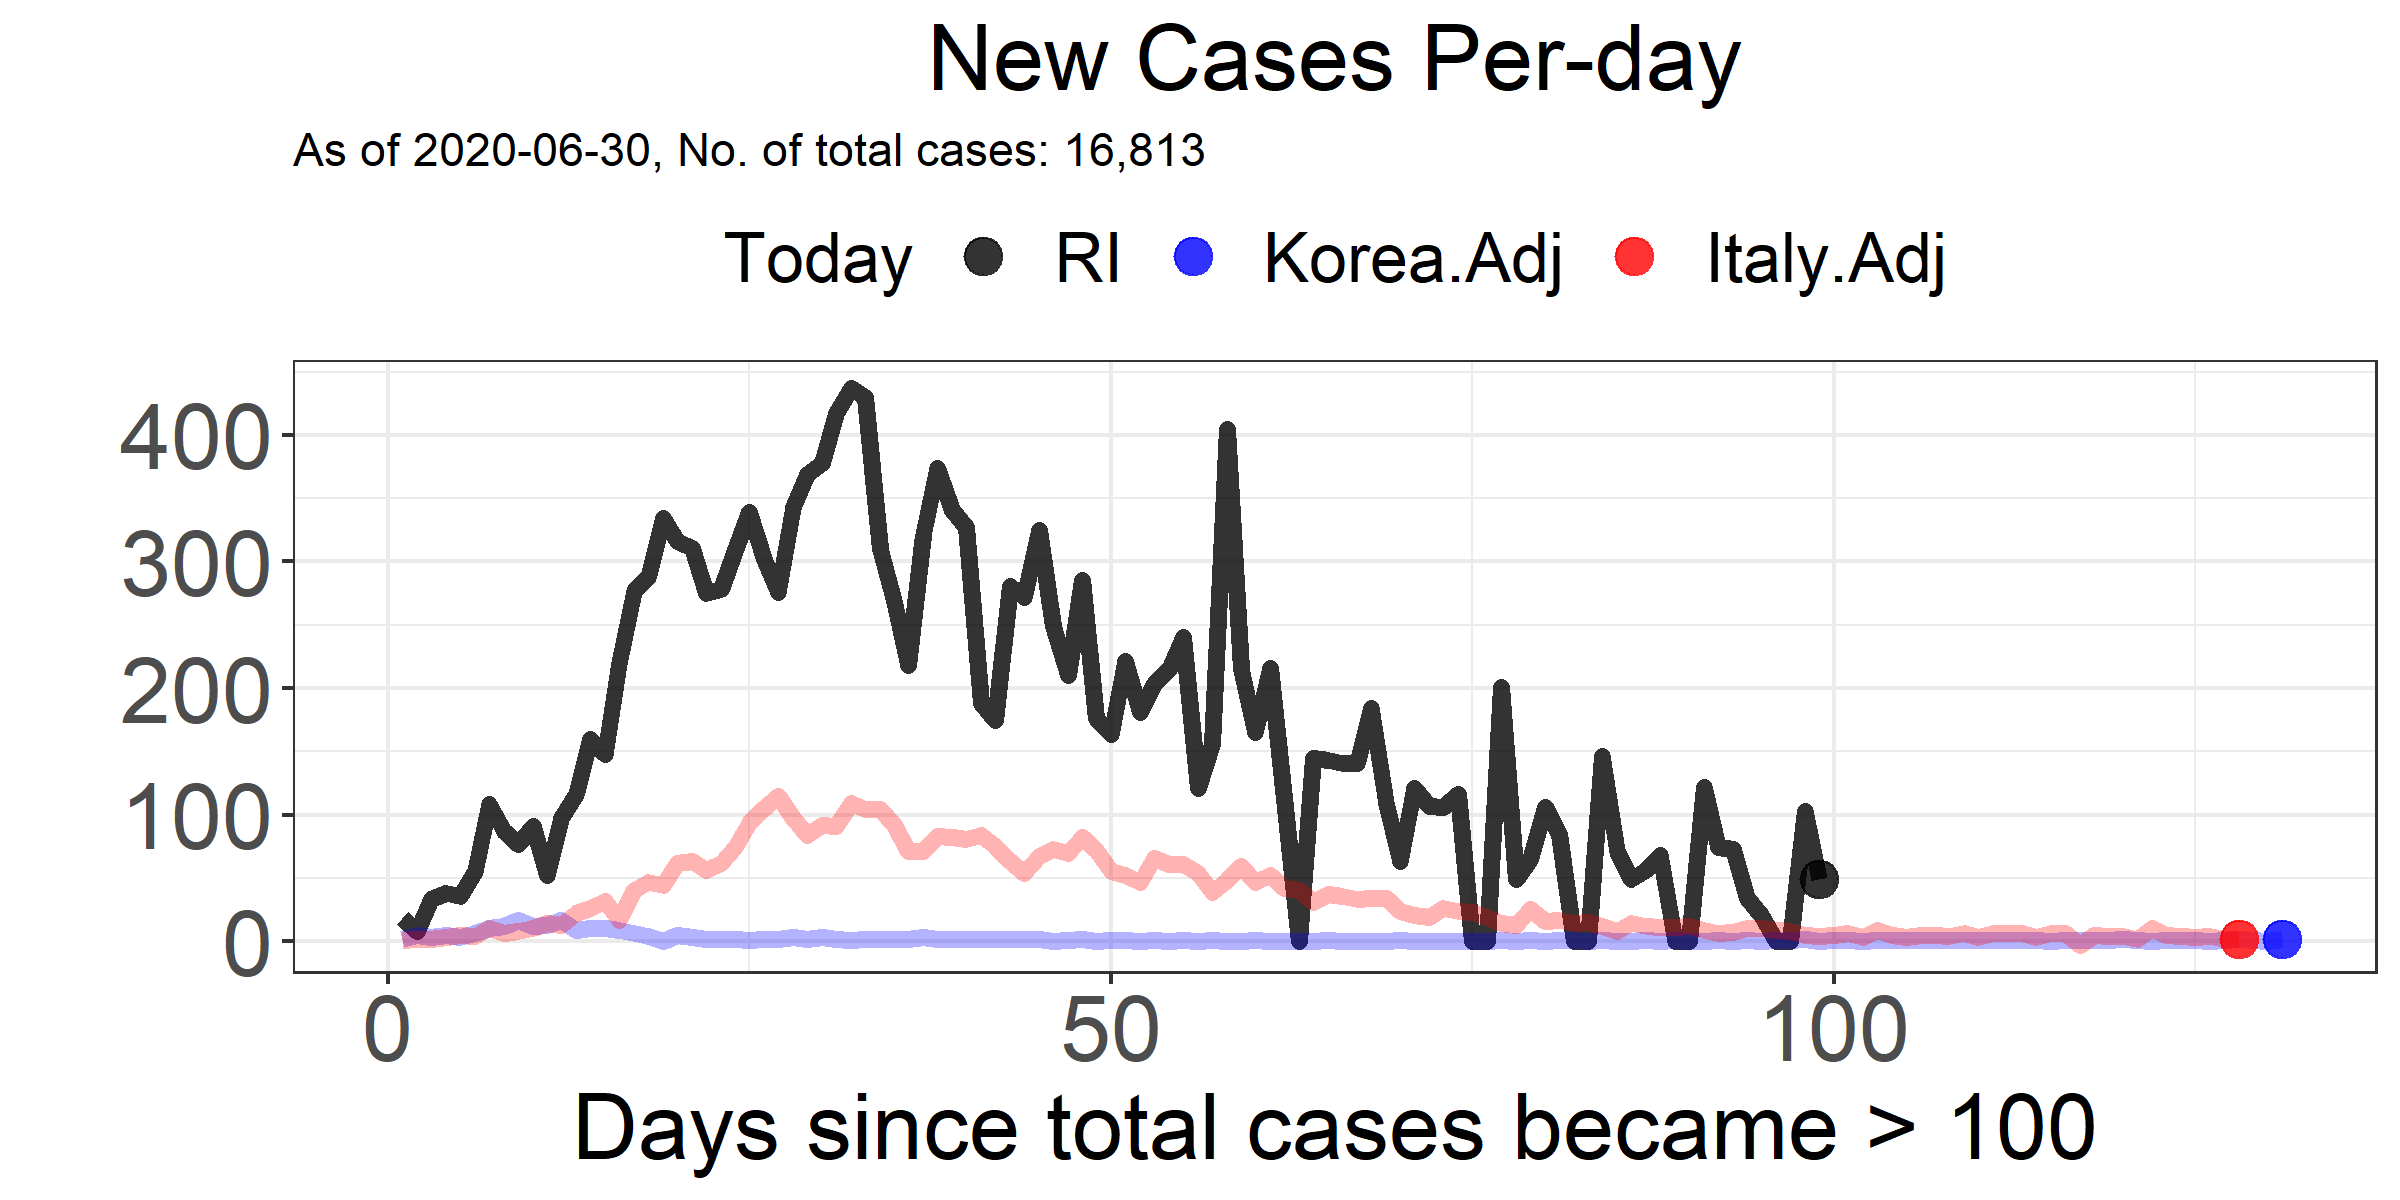 New Cases Per-day
As of 2020-06-30, No. of total cases: 16,813
Today RI Korea.Adj Italy.Adj
400
300
200
100
0
0 50 100
Days since total cases became > 100